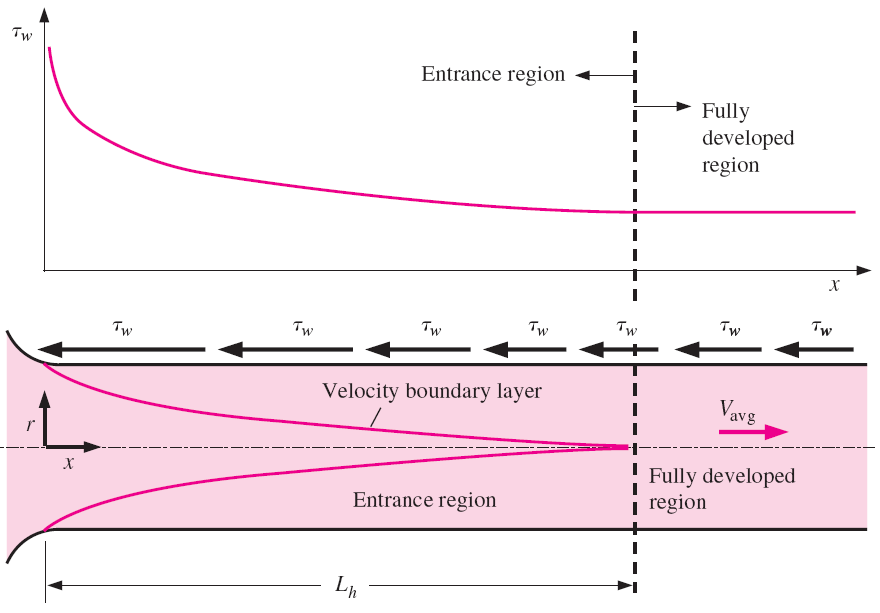 τw
Entrance region
Fully
developed
region
x
τw τw τw τw τw τw τw
Velocity boundary layer
Vavg
r
x
Fully developed
region
Entrance region
Lh